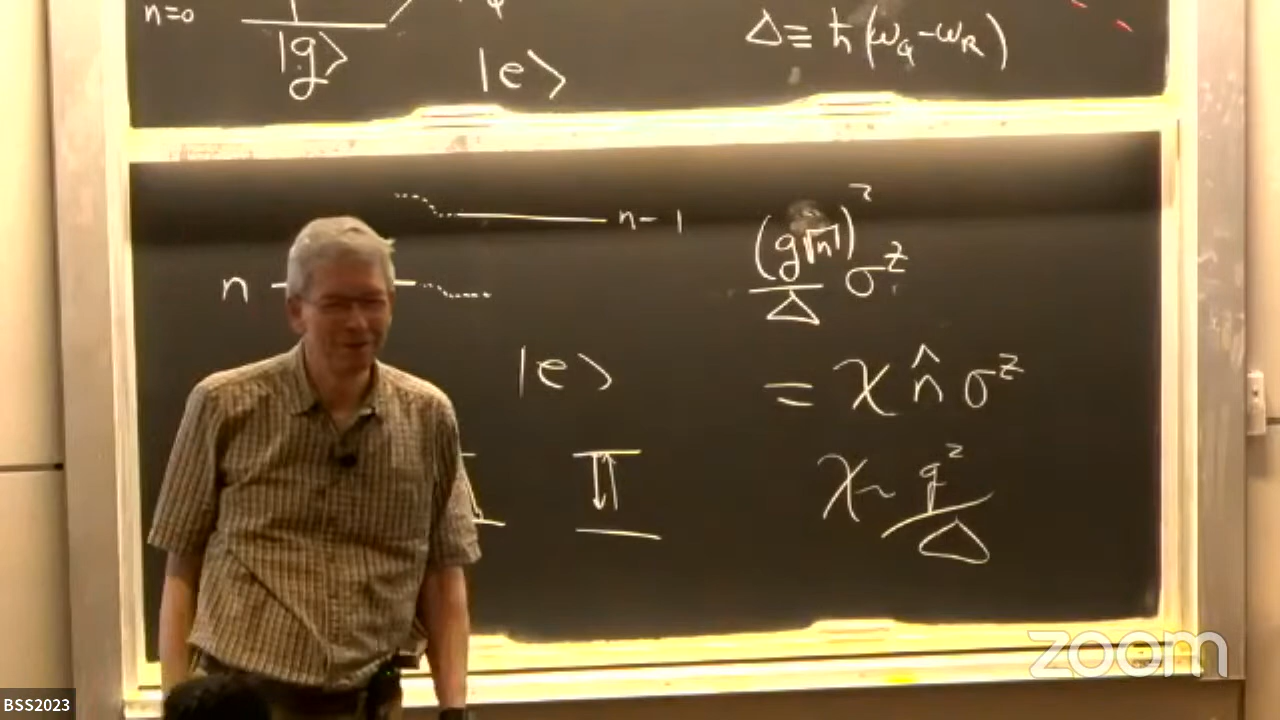 n=0
|g⟩
|e⟩
Δ ≡ ħ(ω_q - ω_R)
n - 1
n
(g√n)² / Δ σ^z
|e⟩
= χ n̂ σ^z
χ ~ g² / Δ
zoom
BSS2023